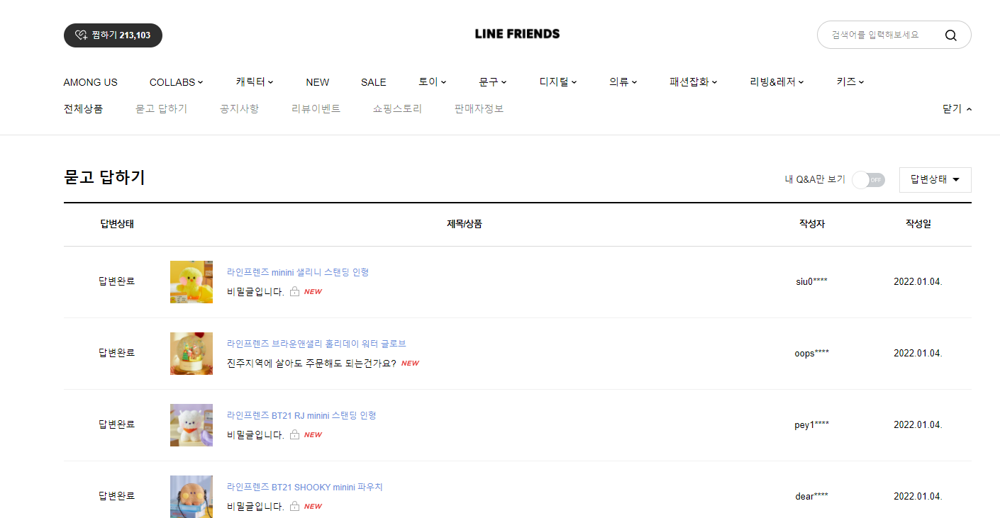 찜하기 213,103
LINE FRIENDS
검색어를 입력해보세요
AMONG US COLLABS 캐릭터 NEW SALE 토이 문구 디지털 의류 패션잡화 리빙&레저 키즈
전체상품 묻고 답하기 공지사항 리뷰이벤트 쇼핑스토리 판매자정보 닫기
묻고 답하기
내 Q&A만 보기 OFF 답변상태
답변상태 제목/상품 작성자 작성일
라인프렌즈 minini 샐리니 스탠딩 인형
답변완료 비밀글입니다. NEW siu0**** 2022.01.04.
라인프렌즈 브라운앤샐리 홀리데이 워터 글로브
답변완료 진주지역에 살아도 주문해도 되는건가요? NEW oops**** 2022.01.04.
라인프렌즈 BT21 RJ minini 스탠딩 인형
답변완료 비밀글입니다. NEW pey1**** 2022.01.04.
라인프렌즈 BT21 SHOOKY minini 파우치
답변완료 비밀글입니다. NEW dear**** 2022.01.04.